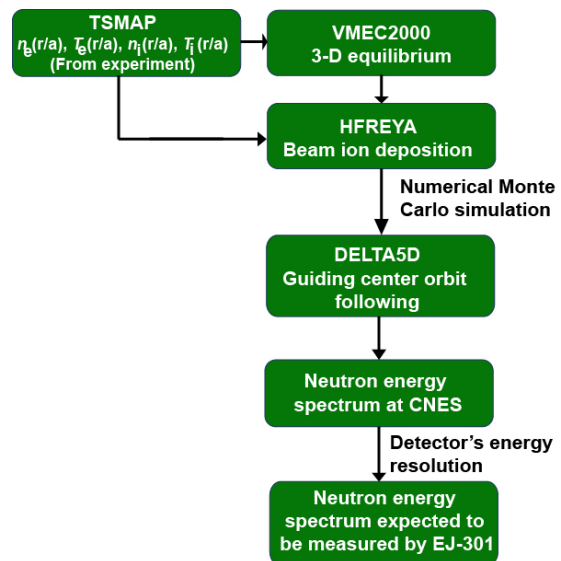 TSMAP
nₑ(r/a), Tₑ(r/a), nᵢ(r/a), Tᵢ(r/a)
(From experiment)
VMEC2000
3-D equilibrium
HFREYA
Beam ion deposition
Numerical Monte
Carlo simulation
DELTA5D
Guiding center orbit
following
Neutron energy
spectrum at CNES
Detector’s energy
resolution
Neutron energy
spectrum expected to
be measured by EJ-301